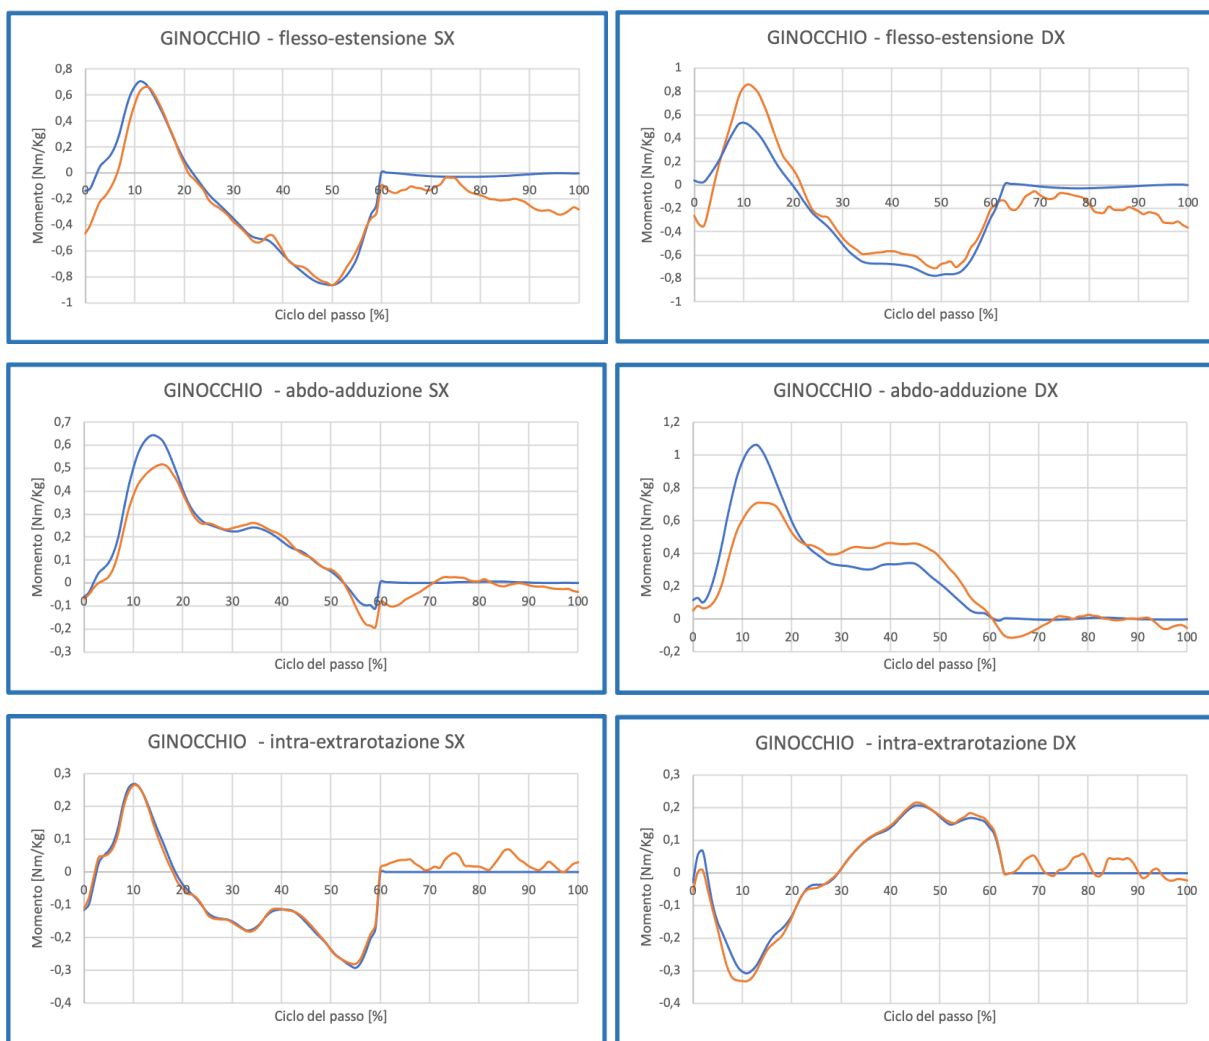 GINOCCHIO - flesso-estensione SX
Momento [Nm/Kg]
0,8
0,6
0,4
0,2
0
-0,2
-0,4
-0,6
-0,8
-1
0 10 20 30 40 50 60 70 80 90 100
Ciclo del passo [%]
GINOCCHIO - flesso-estensione DX
Momento [Nm/Kg]
1
0,8
0,6
0,4
0,2
0
-0,2
-0,4
-0,6
-0,8
-1
0 10 20 30 40 50 60 70 80 90 100
Ciclo del passo [%]
GINOCCHIO - abdo-adduzione SX
Momento [Nm/Kg]
0,7
0,6
0,5
0,4
0,3
0,2
0,1
0
-0,1
-0,2
-0,3
0 10 20 30 40 50 60 70 80 90 100
Ciclo del passo [%]
GINOCCHIO - abdo-adduzione DX
Momento [Nm/Kg]
1,2
1
0,8
0,6
0,4
0,2
0
-0,2
0 10 20 30 40 50 60 70 80 90 100
Ciclo del passo [%]
GINOCCHIO - intra-extrarotazione SX
Momento [Nm/Kg]
0,3
0,2
0,1
0
-0,1
-0,2
-0,3
-0,4
0 10 20 30 40 50 60 70 80 90 100
Ciclo del passo [%]
GINOCCHIO - intra-extrarotazione DX
Momento [Nm/Kg]
0,3
0,2
0,1
0
-0,1
-0,2
-0,3
-0,4
0 10 20 30 40 50 60 70 80 90 100
Ciclo del passo [%]